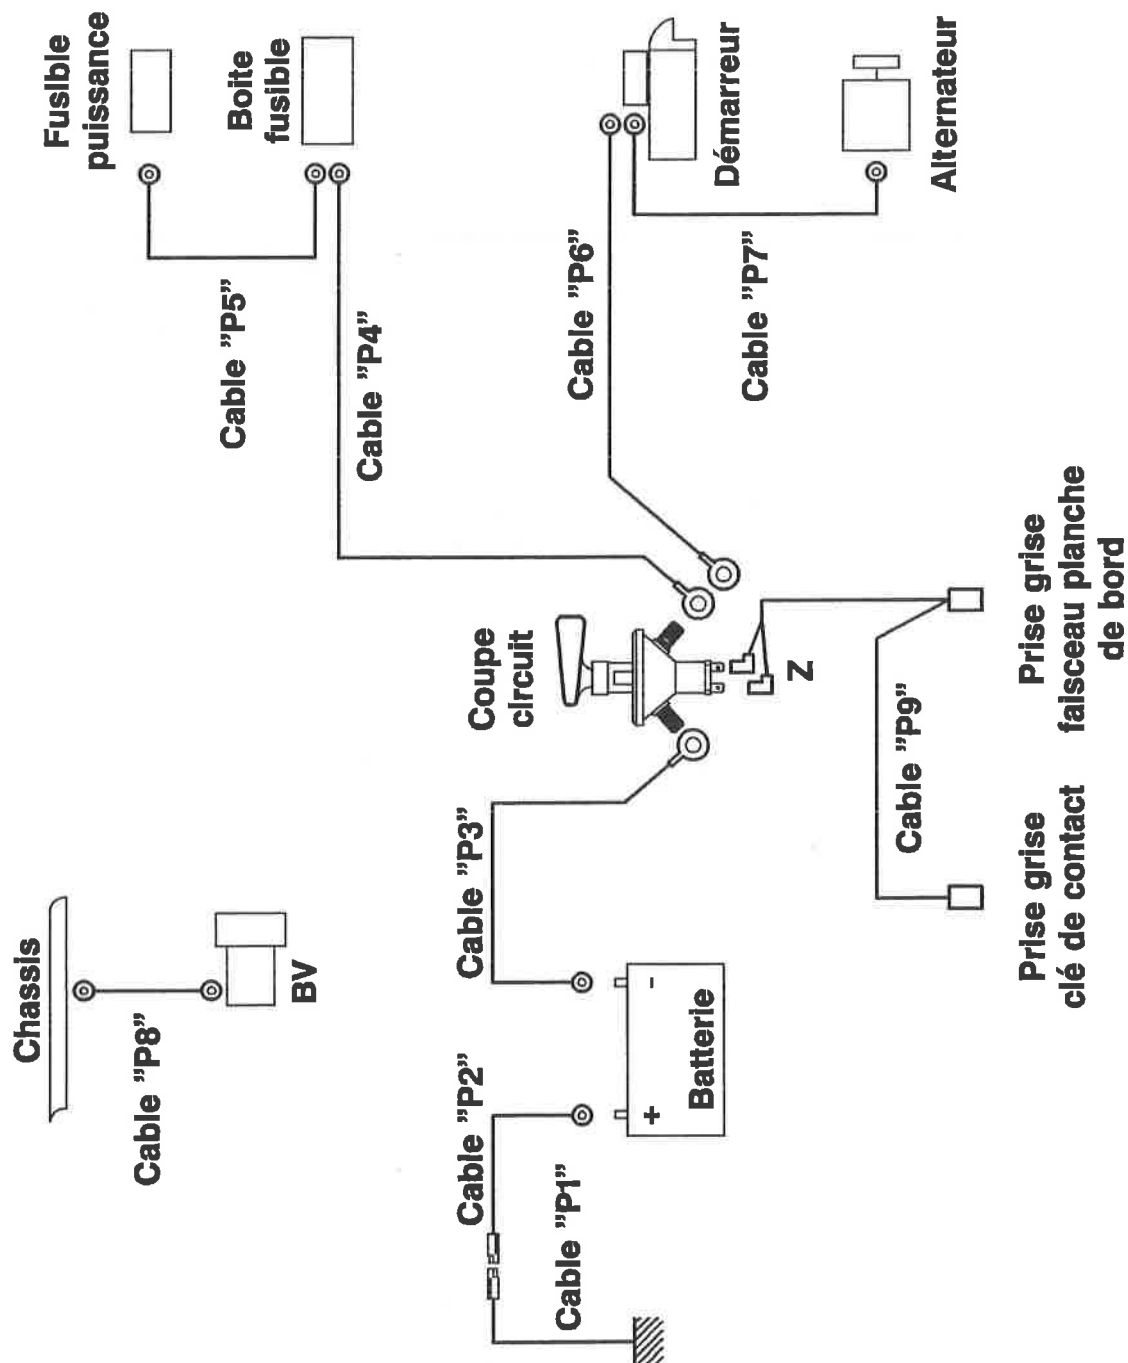 Chassis
Cable "P8"
BV
Fusible
puissance
Boite
fusible
Cable "P5"
Cable "P4"
Cable "P2"
Cable "P1"
+
-
Batterie
Cable "P3"
Coupe
circuit
Z
Cable "P6"
Démarreur
Cable "P7"
Alternateur
Cable "P9"
Prise grise
clé de contact
Prise grise
faisceau planche
de bord